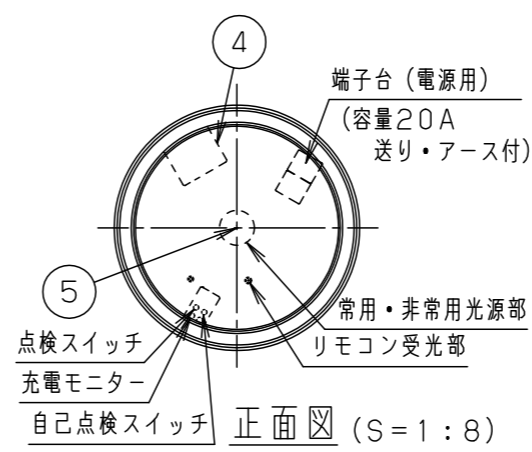 ④
端子台（電源用）
（容量20A
送り・アース付）
⑤
常用・非常用光源部
点検スイッチ
リモコン受光部
充電モニター
自己点検スイッチ
正面図 (S=1:8)